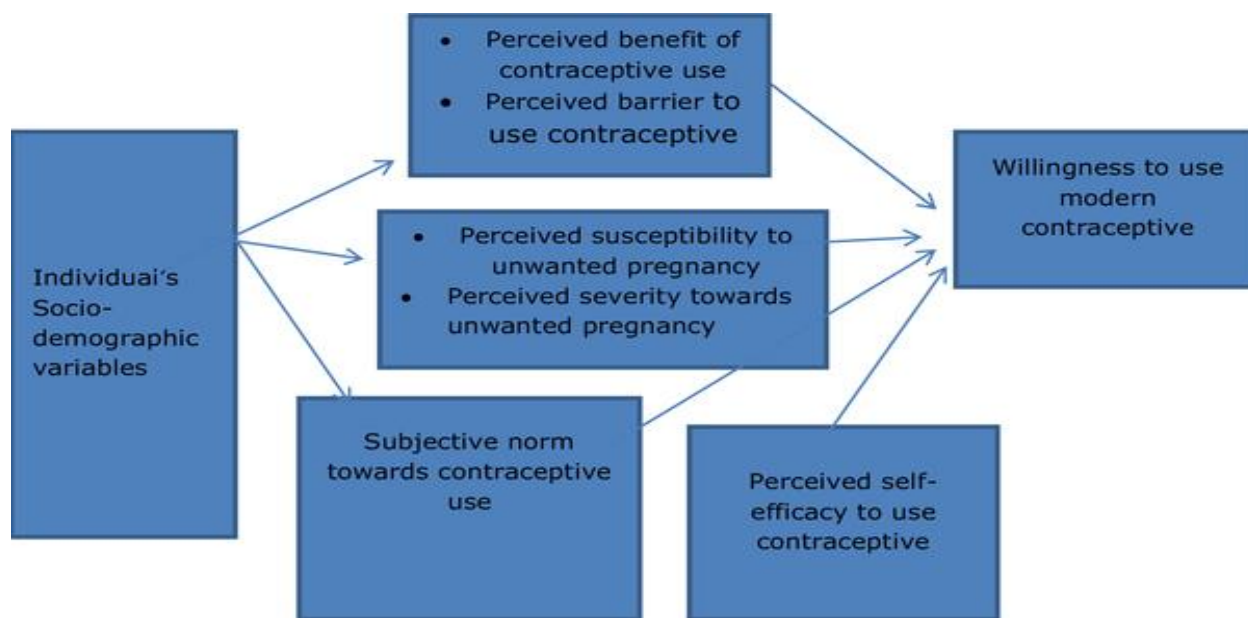 • Perceived benefit of
contraceptive use
• Perceived barrier to
use contraceptive
Individuai's
Socio-
demographic
variables
• Perceived susceptibility to
unwanted pregnancy
• Perceived severity towards
unwanted pregnancy
Subjective norm
towards contraceptive
use
Perceived self-
efficacy to use
contraceptive
Willingness to use
modern
contraceptive